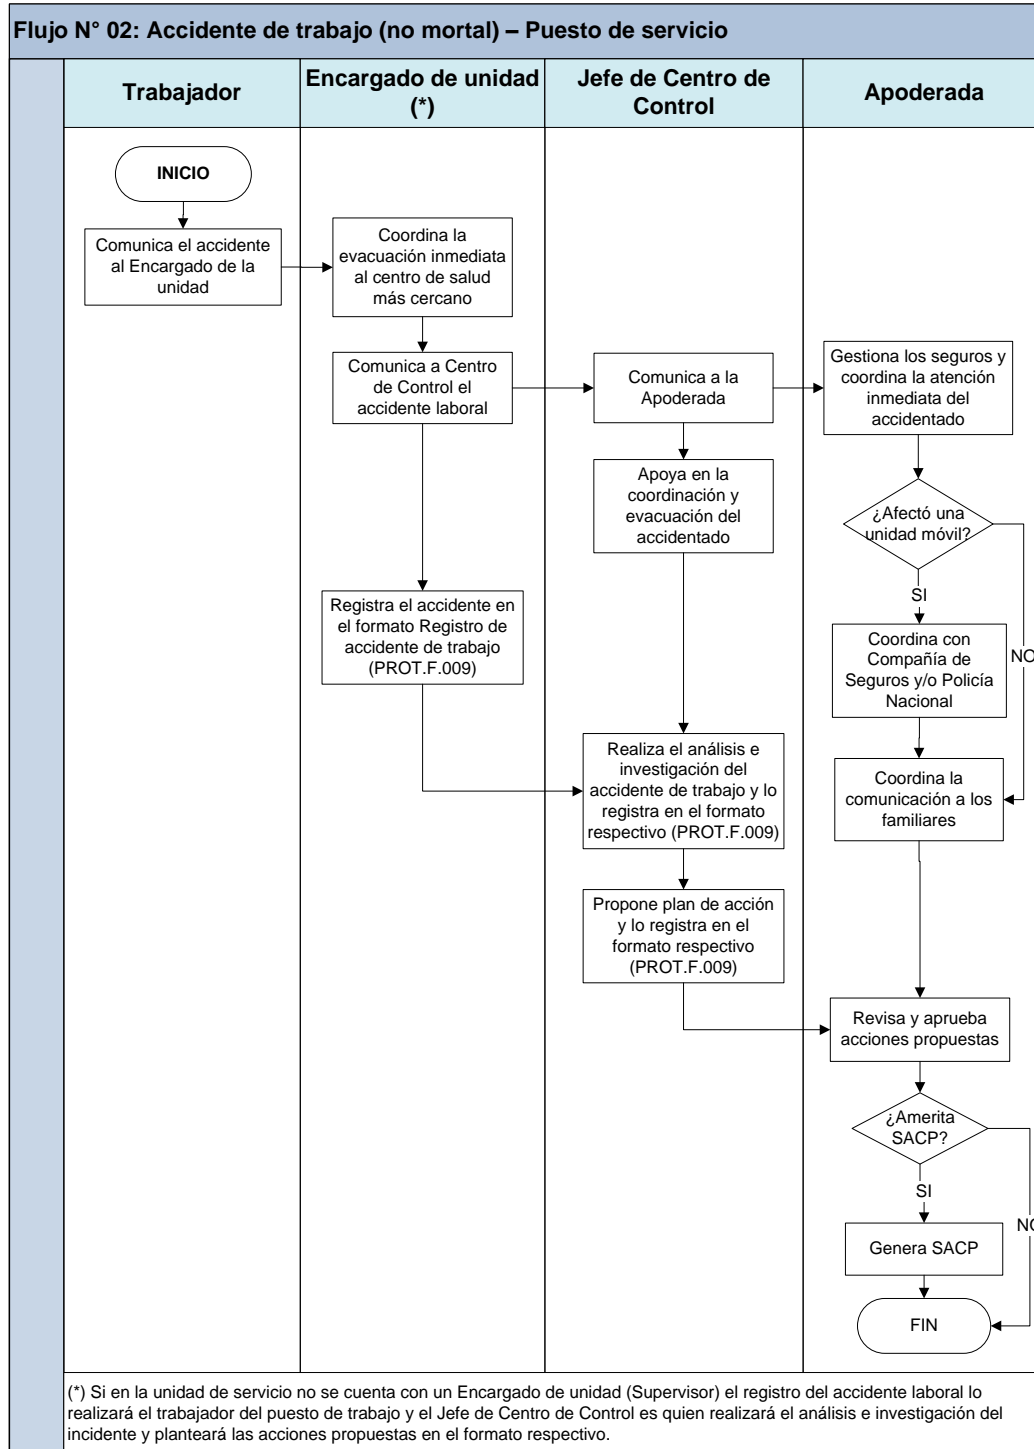 Flujo N° 02: Accidente de trabajo (no mortal) – Puesto de servicio
Trabajador
Encargado de unidad
(*)
Jefe de Centro de
Control
Apoderada
INICIO
Comunica el accidente
al Encargado de la
unidad
Coordina la
evacuación inmediata
al centro de salud
más cercano
Comunica a Centro
de Control el
accidente laboral
Comunica a la
Apoderada
Gestiona los seguros y
coordina la atención
inmediata del
accidentado
Apoya en la
coordinación y
evacuación del
accidentado
¿Afectó una
unidad móvil?
SI
NO
Registra el accidente en
el formato Registro de
accidente de trabajo
(PROT.F.009)
Coordina con
Compañía de
Seguros y/o Policía
Nacional
Realiza el análisis e
investigación del
accidente de trabajo y lo
registra en el formato
respectivo (PROT.F.009)
Coordina la
comunicación a los
familiares
Propone plan de acción
y lo registra en el
formato respectivo
(PROT.F.009)
Revisa y aprueba
acciones propuestas
¿Amerita
SACP?
SI
NO
Genera SACP
FIN
(*) Si en la unidad de servicio no se cuenta con un Encargado de unidad (Supervisor) el registro del accidente laboral lo
realizará el trabajador del puesto de trabajo y el Jefe de Centro de Control es quien realizará el análisis e investigación del
incidente y planteará las acciones propuestas en el formato respectivo.